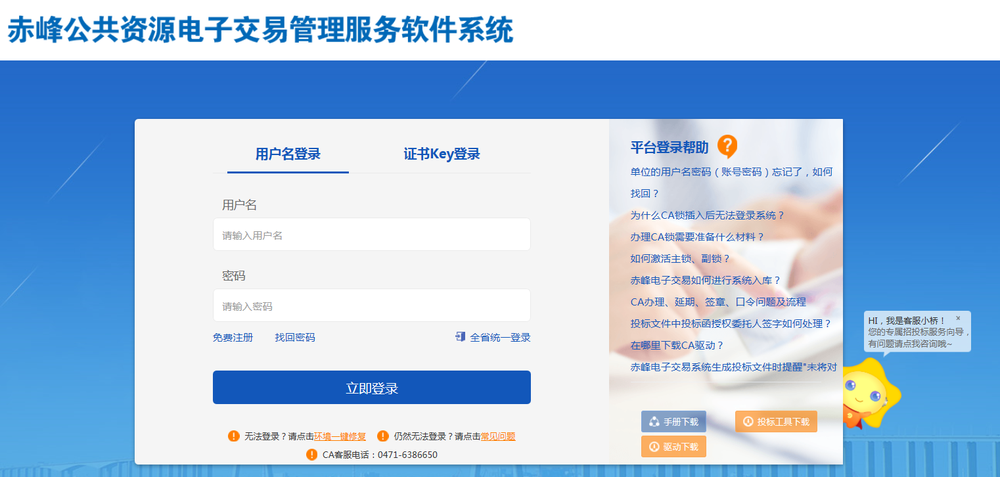 赤峰公共资源电子交易管理服务软件系统
用户名登录
证书Key登录
用户名
请输入用户名
密码
请输入密码
免费注册
找回密码
全省统一登录
立即登录
无法登录？请点击环境一键修复
仍然无法登录？请点击常见问题
CA客服电话：0471-6386650
平台登录帮助
单位的用户名密码（账号密码）忘记了，如何
找回？
为什么CA锁插入后无法登录系统？
办理CA锁需要准备什么材料？
如何激活主锁、副锁？
赤峰电子交易如何进行系统入库？
CA办理、延期、签章、口令问题及流程
投标文件中投标函授权委托人签字如何处理？
在哪里下载CA驱动？
赤峰电子交易系统生成投标文件时提醒"未将对
手册下载
投标工具下载
驱动下载
HI，我是客服小桥！
×
您的专属招投标服务向导，
有问题请点我咨询哦~